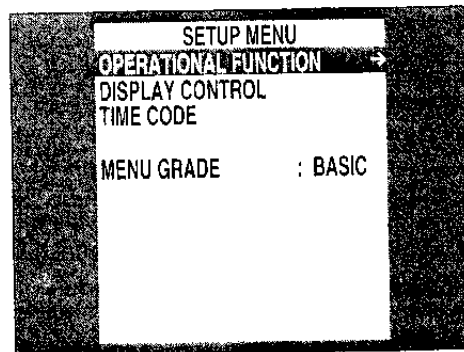 SETUP MENU
OPERATIONAL FUNCTION →
DISPLAY CONTROL
TIME CODE
MENU GRADE : BASIC